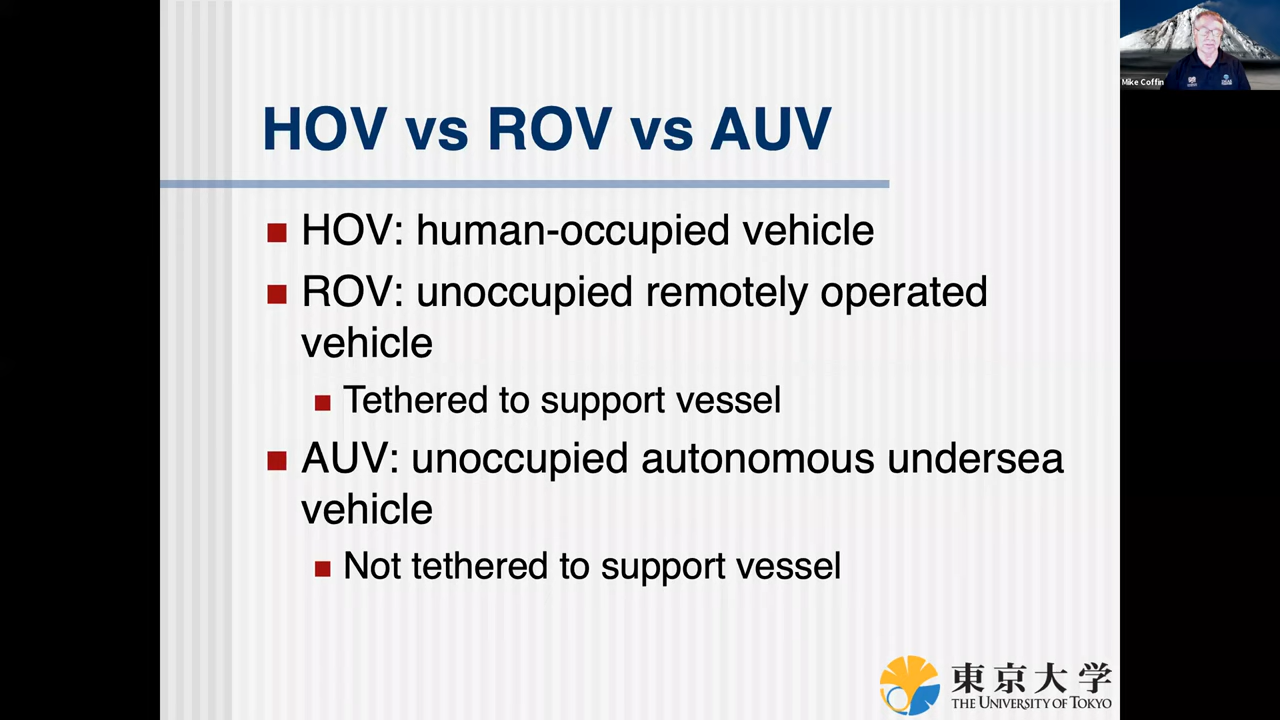 HOV vs ROV vs AUV
HOV: human-occupied vehicle
ROV: unoccupied remotely operated
vehicle
Tethered to support vessel
AUV: unoccupied autonomous undersea
vehicle
Not tethered to support vessel
東京大学
THE UNIVERSITY OF TOKYO
Mike Coffin